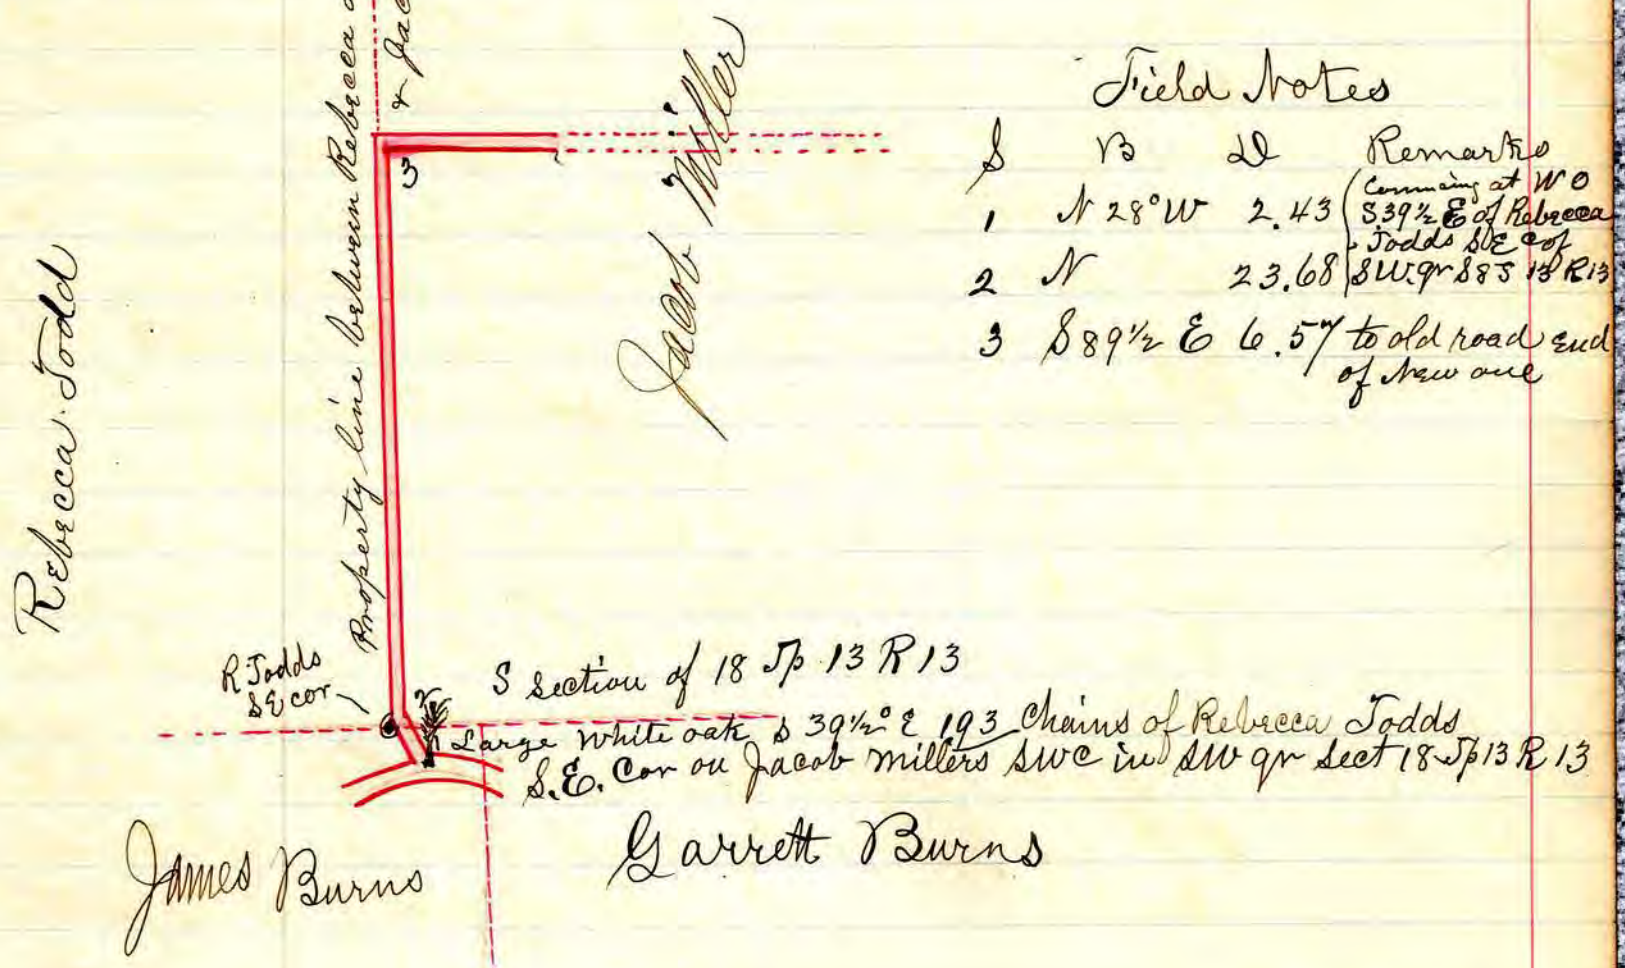 Rebecca Todd
Property line between Rebecca
& Jac
Jacob Miller
Field Notes
S B D Remarks
1 N 28° W 2.43 Commcing at W O
S 39½ E of Rebecca
Todds S E C of
2 N 23.68 SW. qr S 8 S 13 R 13
3 S 89½ E 6.57 to old road end
of New one
3
R Todds
SE cor
2
S Section of 18 Tp 13 R 13
Large White oak S 39½° E 193 Chains of Rebecca Todds
S.E. Cor on Jacob Millers SWC in SW qr Sect 18 Tp 13 R 13
James Burns
Garrett Burns